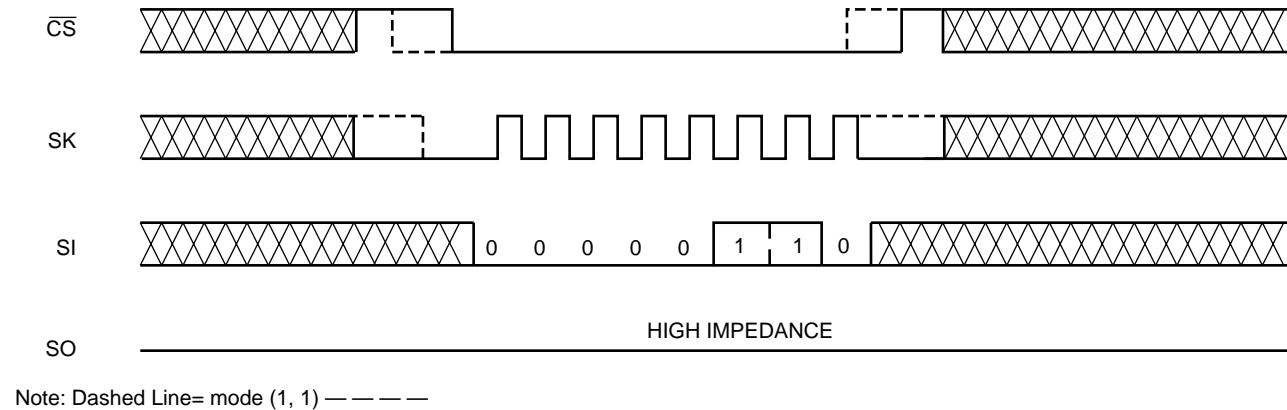 C̅S̅
SK
SI
0 0 0 0 0 1 1 0
HIGH IMPEDANCE
SO
Note: Dashed Line= mode (1, 1) — — — —